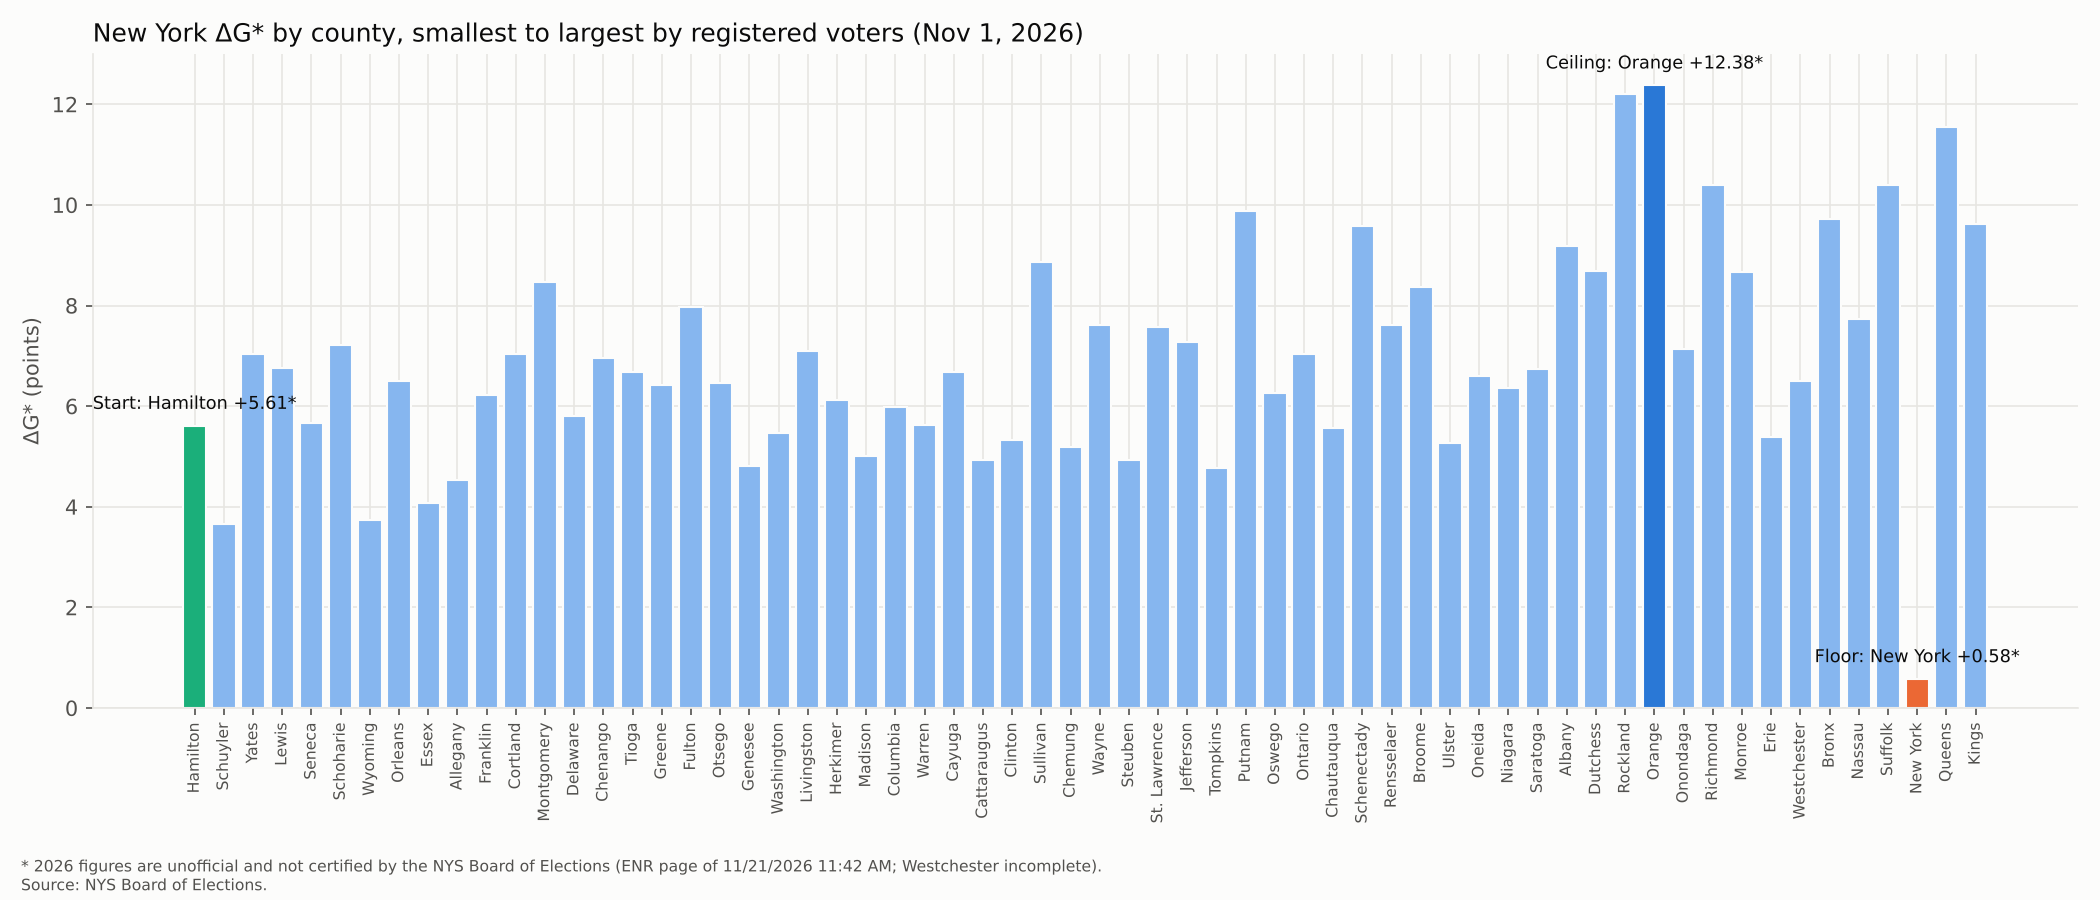 New York ΔG* by county, smallest to largest by registered voters (Nov 1, 2026)
Ceiling: Orange +12.38*
12
10
8
6
4
2
0
ΔG* (points)
Start: Hamilton +5.61*
Floor: New York +0.58*
Hamilton
Schuyler
Yates
Lewis
Seneca
Schoharie
Wyoming
Orleans
Essex
Allegany
Franklin
Cortland
Montgomery
Delaware
Chenango
Tioga
Greene
Fulton
Otsego
Genesee
Washington
Livingston
Herkimer
Madison
Columbia
Warren
Cayuga
Cattaraugus
Clinton
Sullivan
Chemung
Wayne
Steuben
St. Lawrence
Jefferson
Tompkins
Putnam
Oswego
Ontario
Chautauqua
Schenectady
Rensselaer
Broome
Ulster
Oneida
Niagara
Saratoga
Albany
Dutchess
Rockland
Orange
Onondaga
Richmond
Monroe
Erie
Westchester
Bronx
Nassau
Suffolk
New York
Queens
Kings
* 2026 figures are unofficial and not certified by the NYS Board of Elections (ENR page of 11/21/2026 11:42 AM; Westchester incomplete).
Source: NYS Board of Elections.